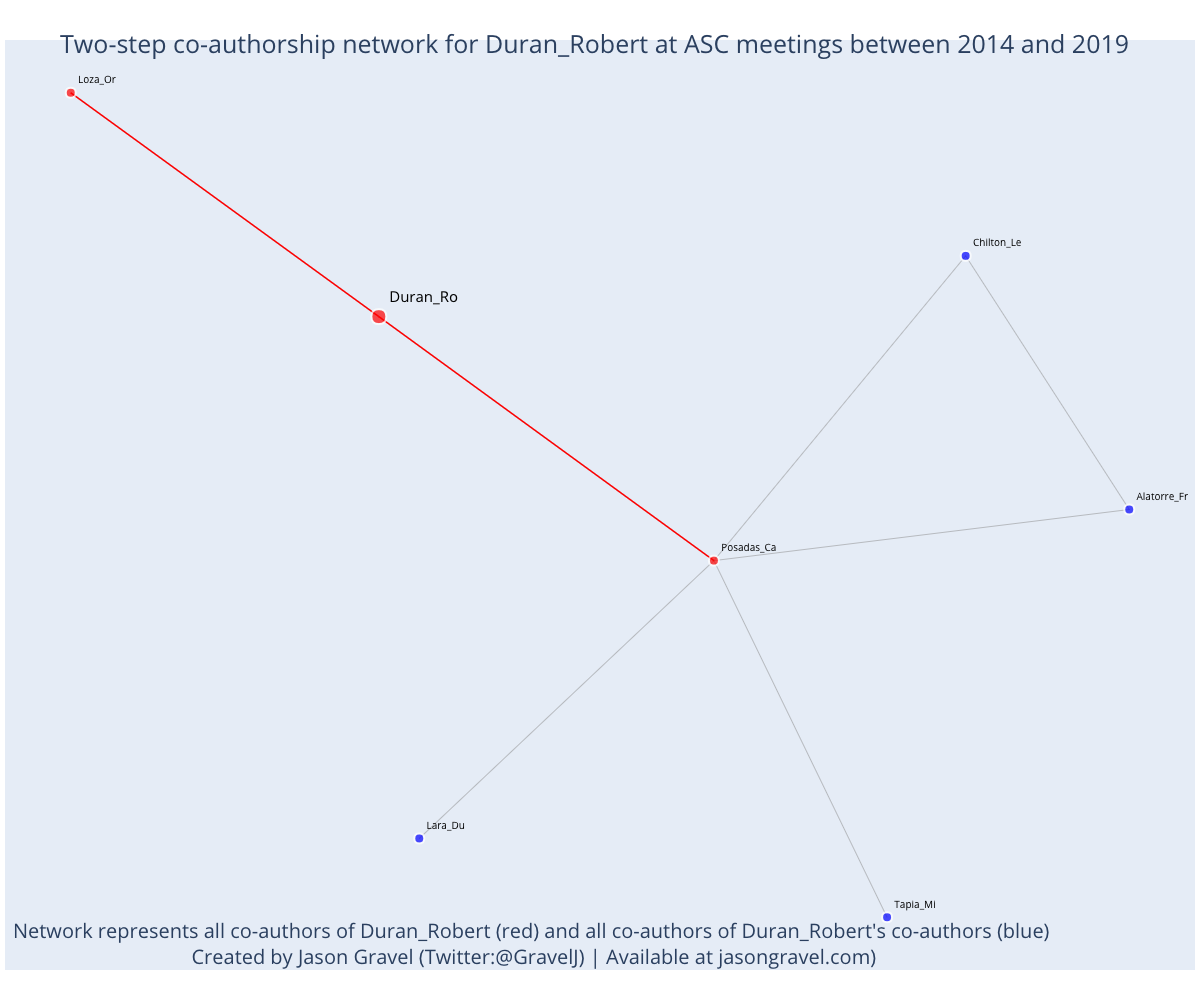 Two-step co-authorship network for Duran_Robert at ASC meetings between 2014 and 2019
Loza_Or
Chilton_Le
Duran_Ro
Alatorre_Fr
Posadas_Ca
Lara_Du
Tapia_Mi
Network represents all co-authors of Duran_Robert (red) and all co-authors of Duran_Robert's co-authors (blue)
Created by Jason Gravel (Twitter:@GravelJ) | Available at jasongravel.com)